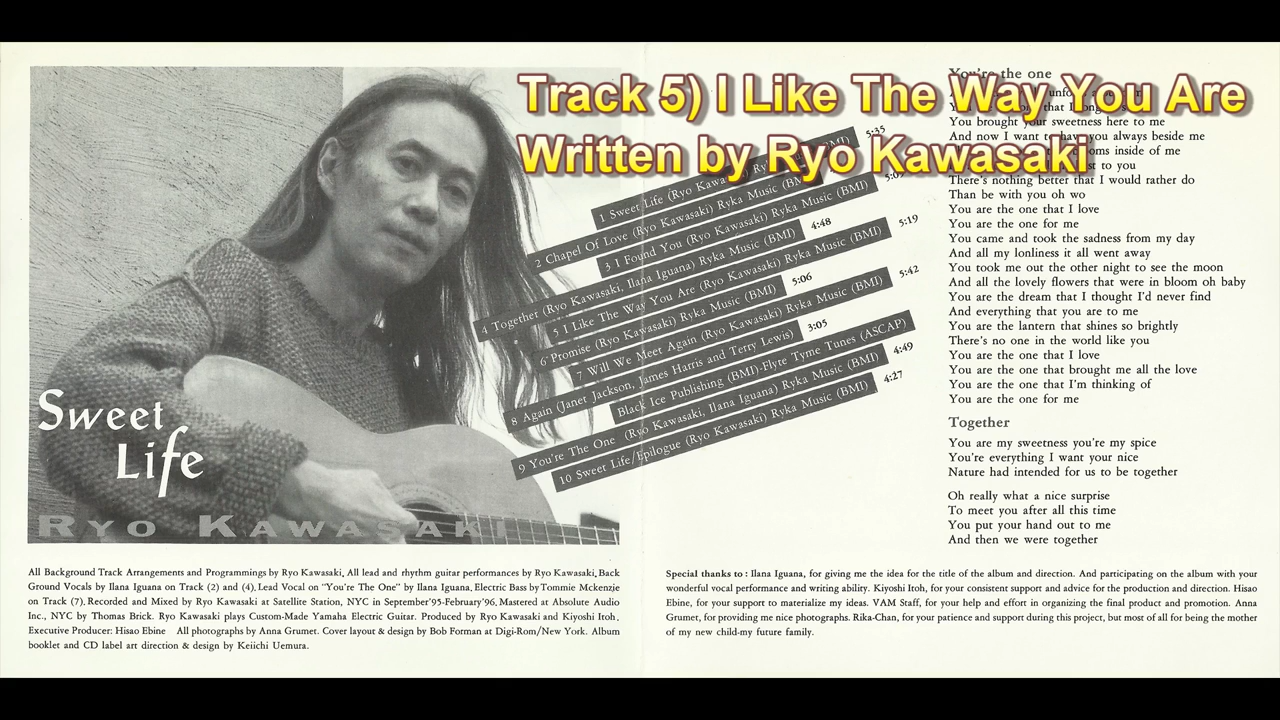 Track 5) I Like The Way You Are
Written by Ryo Kawasaki
Sweet
Life
RYO KAWASAKI
1 Sweet Life (Ryo Kawasaki) Ryka Music (BMI) 5:35
2 Chapel Of Love (Ryo Kawasaki) Ryka Music (BMI)
3 I Found You (Ryo Kawasaki) Ryka Music (BMI)
4 Together (Ryo Kawasaki, Ilana Iguana) Ryka Music (BMI) 4:48
5 I Like The Way You Are (Ryo Kawasaki) Ryka Music (BMI) 5:19
6 Promise (Ryo Kawasaki) Ryka Music (BMI) 5:06
7 Will We Meet Again (Ryo Kawasaki) Ryka Music (BMI) 5:42
8 Again (Janet Jackson, James Harris and Terry Lewis) 3:05
Black Ice Publishing (BMI)-Flyte Tyme Tunes (ASCAP)
9 You're The One (Ryo Kawasaki, Ilana Iguana) Ryka Music (BMI) 4:49
10 Sweet Life/Epilogue (Ryo Kawasaki) Ryka Music (BMI) 4:27
You're the one
You brought your sweetness here to me
And now I want to have you always beside me
inside of me
to you
There's nothing better that I would rather do
Than be with you oh wo
You are the one that I love
You are the one for me
You came and took the sadness from my day
And all my lonliness it all went away
You took me out the other night to see the moon
And all the lovely flowers that were in bloom oh baby
You are the dream that I thought I'd never find
And everything that you are to me
You are the lantern that shines so brightly
There's no one in the world like you
You are the one that I love
You are the one that brought me all the love
You are the one that I'm thinking of
You are the one for me
Together
You are my sweetness you're my spice
You're everything I want your nice
Nature had intended for us to be together
Oh really what a nice surprise
To meet you after all this time
You put your hand out to me
And then we were together
All Background Track Arrangements and Programmings by Ryo Kawasaki, All lead and rhythm guitar performances by Ryo Kawasaki, Back
Ground Vocals by Ilana Iguana on Track (2) and (4), Lead Vocal on "You're The One" by Ilana Iguana, Electric Bass by Tommie Mckenzie
on Track (7), Recorded and Mixed by Ryo Kawasaki at Satellite Station, NYC in September'95-February'96, Mastered at Absolute Audio
Inc., NYC by Thomas Brick. Ryo Kawasaki plays Custom-Made Yamaha Electric Guitar. Produced by Ryo Kawasaki and Kiyoshi Itoh.
Executive Producer: Hisao Ebine All photographs by Anna Grumet. Cover layout & design by Bob Forman at Digi-Rom/New York. Album
booklet and CD label art direction & design by Keiichi Uemura.
Special thanks to : Ilana Iguana, for giving me the idea for the title of the album and direction. And participating on the album with your
wonderful vocal performance and writing ability. Kiyoshi Itoh, for your consistent support and advice for the production and direction. Hisao
Ebine, for your support to materialize my ideas. VAM Staff, for your help and effort in organizing the final product and promotion. Anna
Grumet, for providing me nice photographs. Rika-Chan, for your patience and support during this project, but most of all for being the mother
of my new child-my future family.